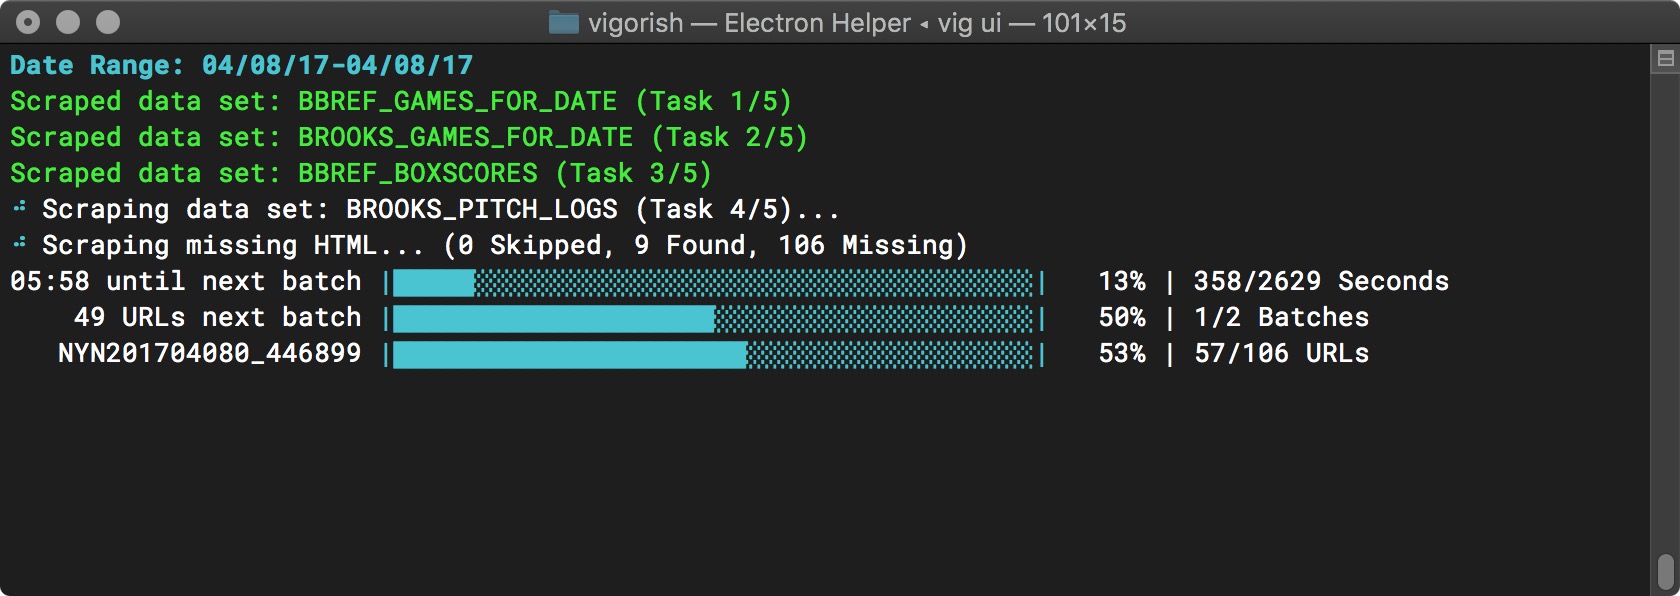 vigorish — Electron Helper ◂ vig ui — 101×15
Date Range: 04/08/17-04/08/17
Scraped data set: BBREF_GAMES_FOR_DATE (Task 1/5)
Scraped data set: BROOKS_GAMES_FOR_DATE (Task 2/5)
Scraped data set: BBREF_BOXSCORES (Task 3/5)
Scraping data set: BROOKS_PITCH_LOGS (Task 4/5)...
Scraping missing HTML... (0 Skipped, 9 Found, 106 Missing)
05:58 until next batch | | 13% | 358/2629 Seconds
49 URLs next batch | | 50% | 1/2 Batches
NYN201704080_446899 | | 53% | 57/106 URLs